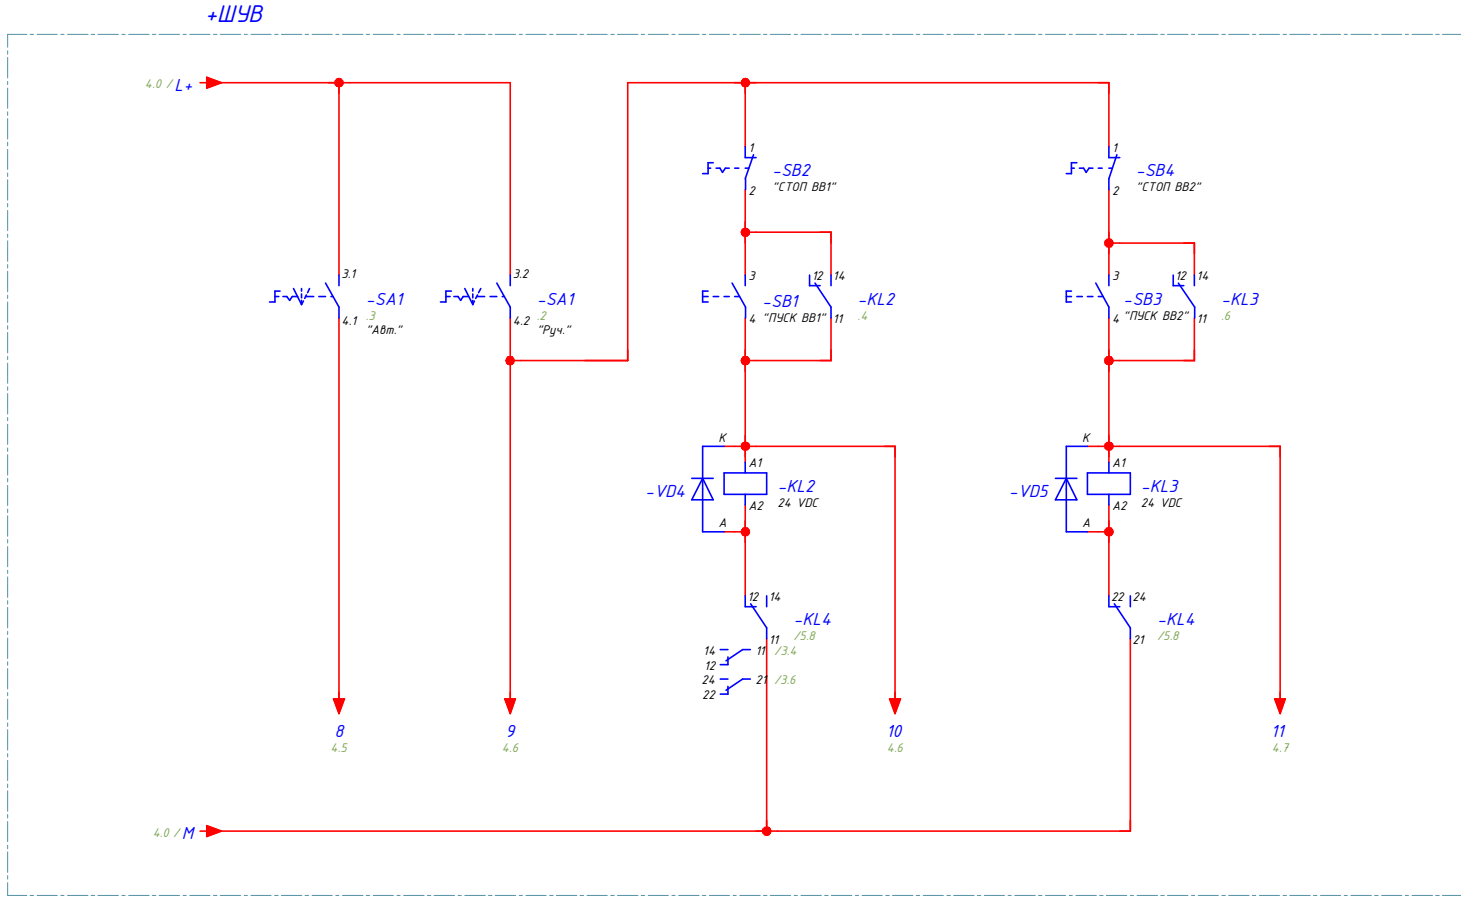 +ШУВ
4.0 / L+
1
-SB2
"СТОП ВВ1"
2
1
-SB4
"СТОП ВВ2"
2
3.1
-SA1
.3
4.1
"Авт."
3.2
-SA1
.2
4.2
"Руч."
3
-SB1
"ПУСК ВВ1"
4
12 14
-KL2
.4
11
3
-SB3
"ПУСК ВВ2"
4
12 14
-KL3
.6
11
K
A1
-VD4
-KL2
24 VDC
A2
A
K
A1
-VD5
-KL3
24 VDC
A2
A
12 14
-KL4
/5.8
11
14 11 /3.4
12
24 21 /3.6
22
22 24
-KL4
/5.8
21
8
4.5
9
4.6
10
4.6
11
4.7
4.0 / M